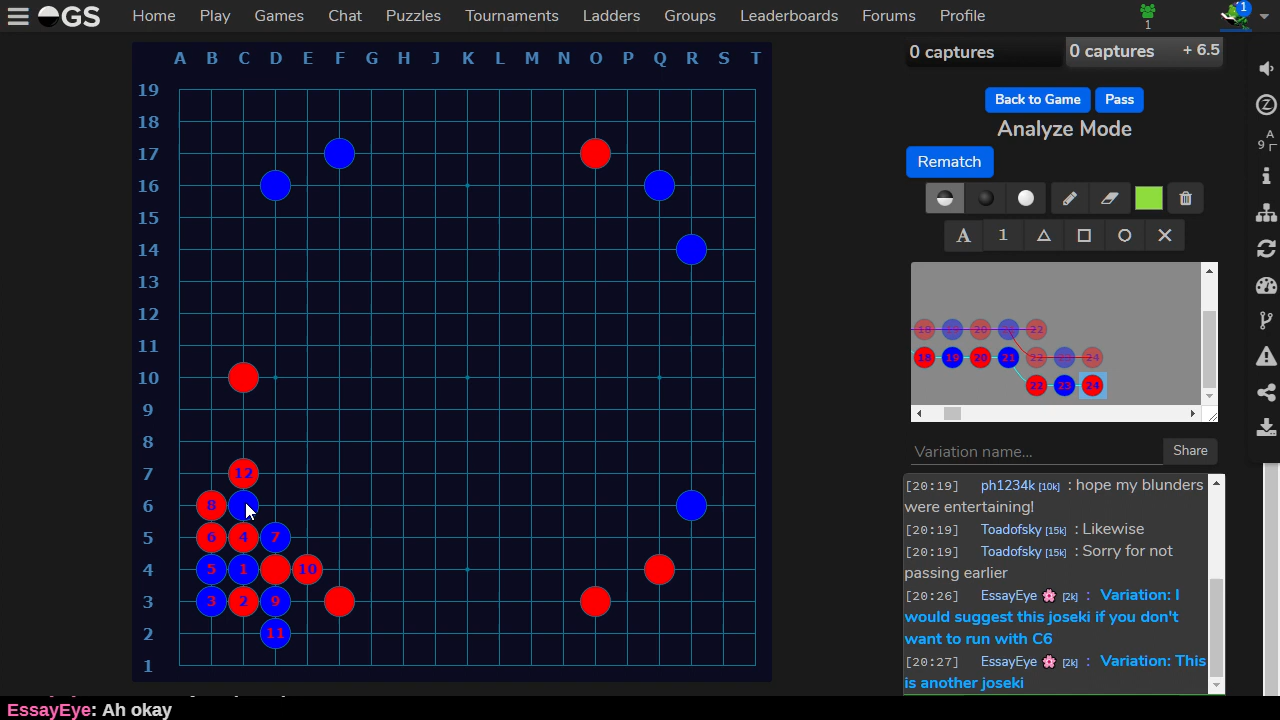 GS Home Play Games Chat Puzzles Tournaments Ladders Groups Leaderboards Forums Profile 1 1
A B C D E F G H J K L M N O P Q R S T
19
18
17
16
15
14
13
12
11
10
9
8
7 12
6 8
5 6 4 7
4 5 1 10
3 3 2 9
2 11
1
0 captures 0 captures + 6.5
Back to Game Pass
Analyze Mode
Rematch
A 1
18 20 22
18 19 20 21 22 24
22 23 24
Variation name... Share
[20:19] ph1234k [10k] : hope my blunders
were entertaining!
[20:19] Toadofsky [15k] : Likewise
[20:19] Toadofsky [15k] : Sorry for not
passing earlier
[20:26] EssayEye 🌸 [2k] : Variation: I
would suggest this joseki if you don't
want to run with C6
[20:27] EssayEye 🌸 [2k] : Variation: This
is another joseki
Z
A
9
EssayEye: Ah okay